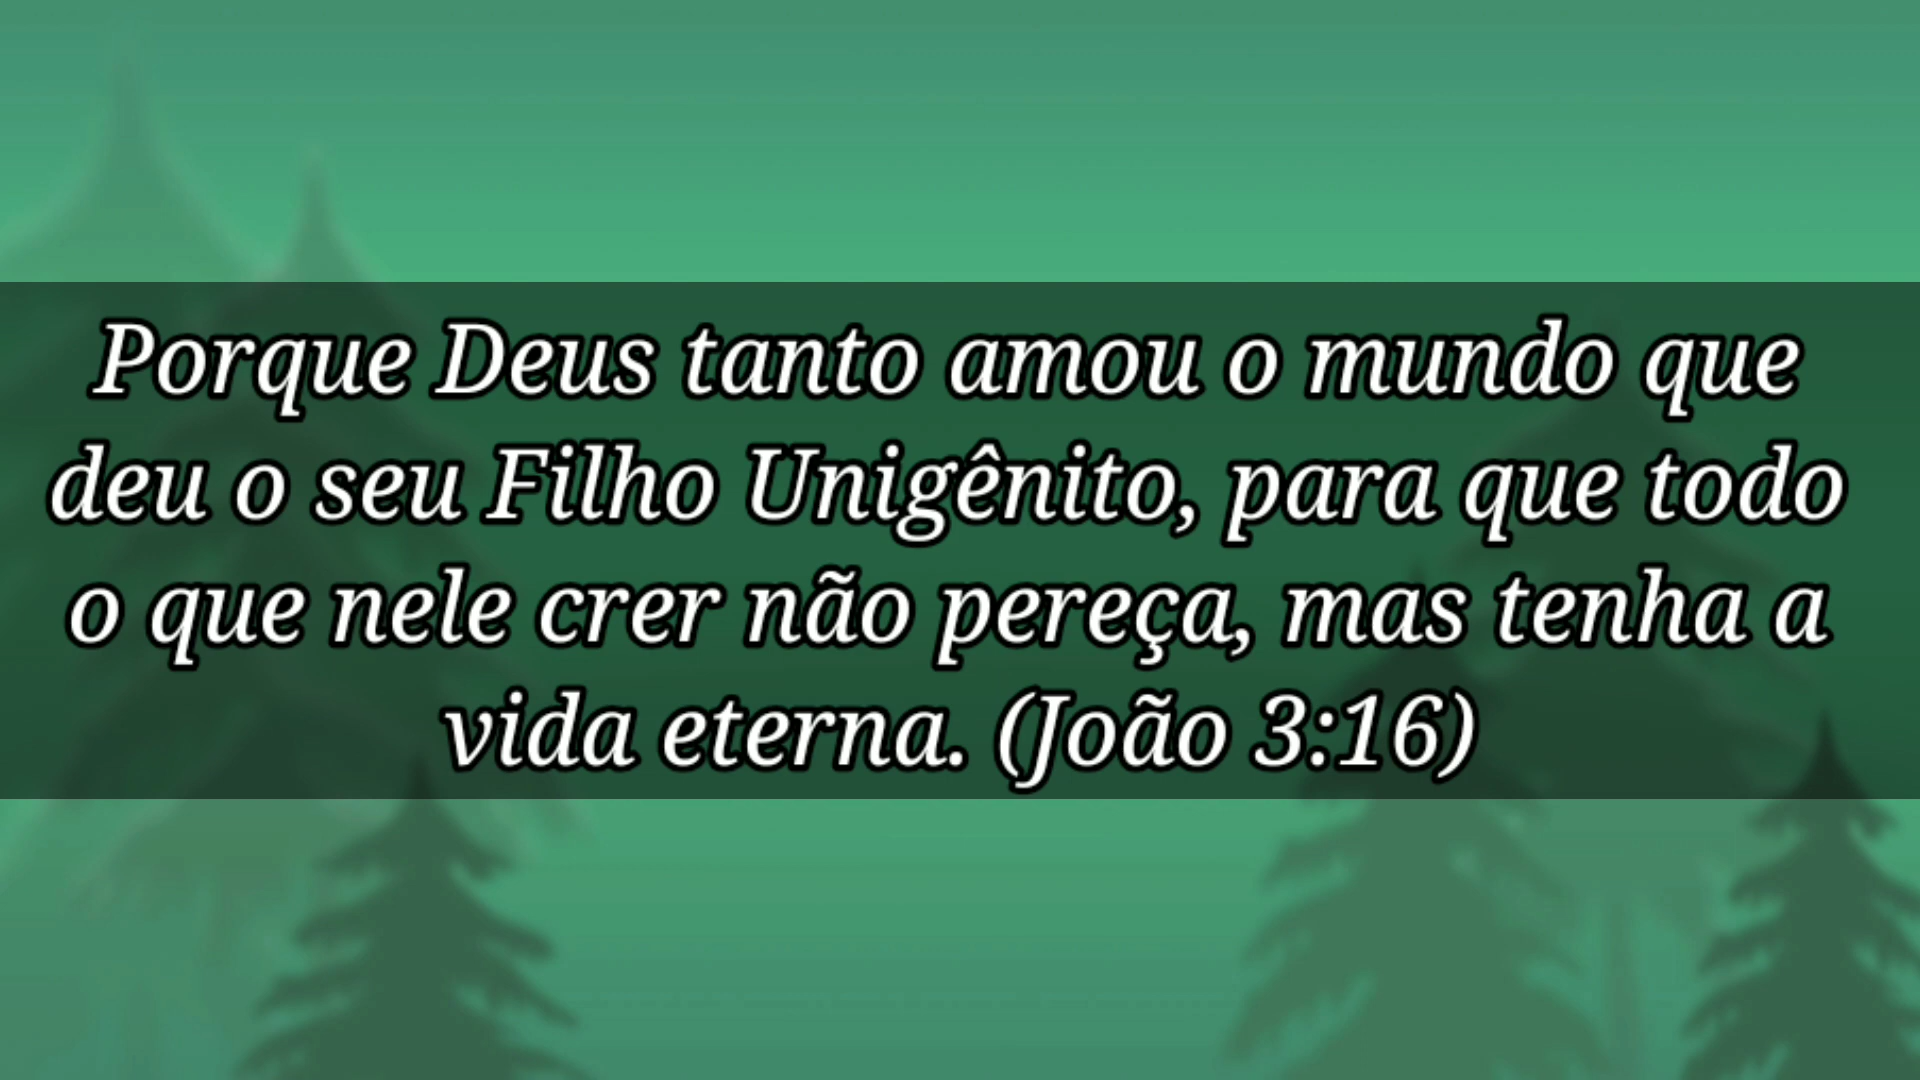 Porque Deus tanto amou o mundo que
deu o seu Filho Unigênito, para que todo
o que nele crer não pereça, mas tenha a
vida eterna. (João 3:16)